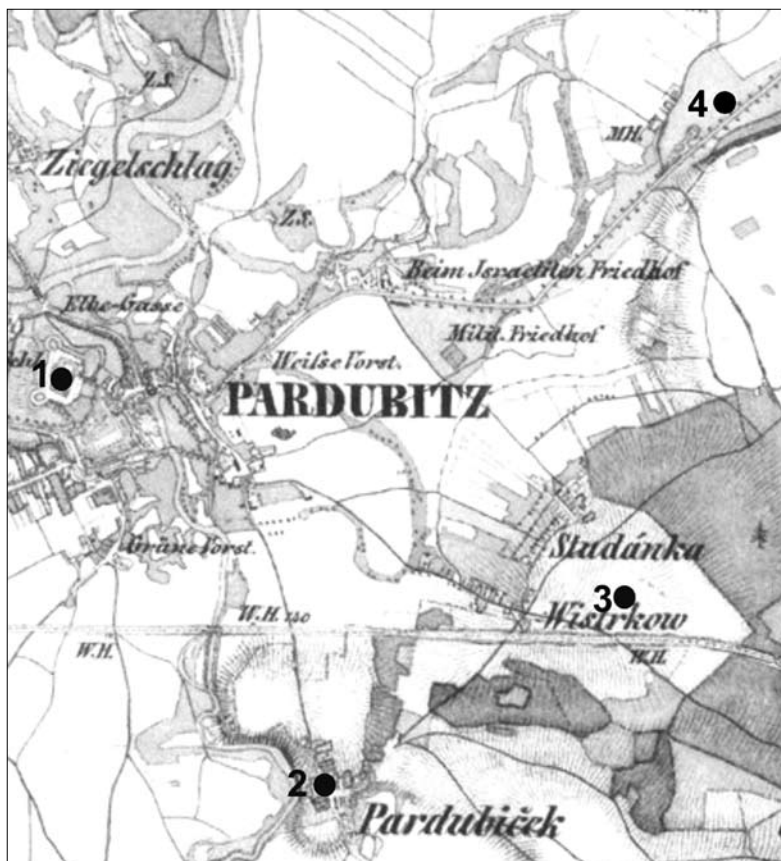 Z.S.
4
MH.
Ziegelschlag
Z.S.
Beim Israeliten Friedhof
Elbe-Gasse
Milit. Friedhof
Weisse Vorst.
1
PARDUBITZ
Grüne Vorst.
Studánka
3
W.H. 140
Wistrkow
W.H.
W.H.
2
Pardubiček